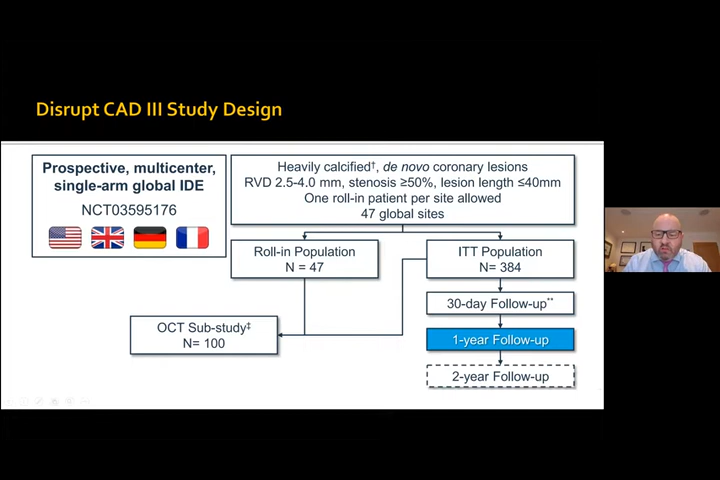 Disrupt CAD III Study Design
Prospective, multicenter,
single-arm global IDE
NCT03595176
Heavily calcified†, de novo coronary lesions
RVD 2.5-4.0 mm, stenosis ≥50%, lesion length ≤40mm
One roll-in patient per site allowed
47 global sites
Roll-in Population
N = 47
ITT Population
N= 384
30-day Follow-up**
OCT Sub-study‡
N= 100
1-year Follow-up
2-year Follow-up